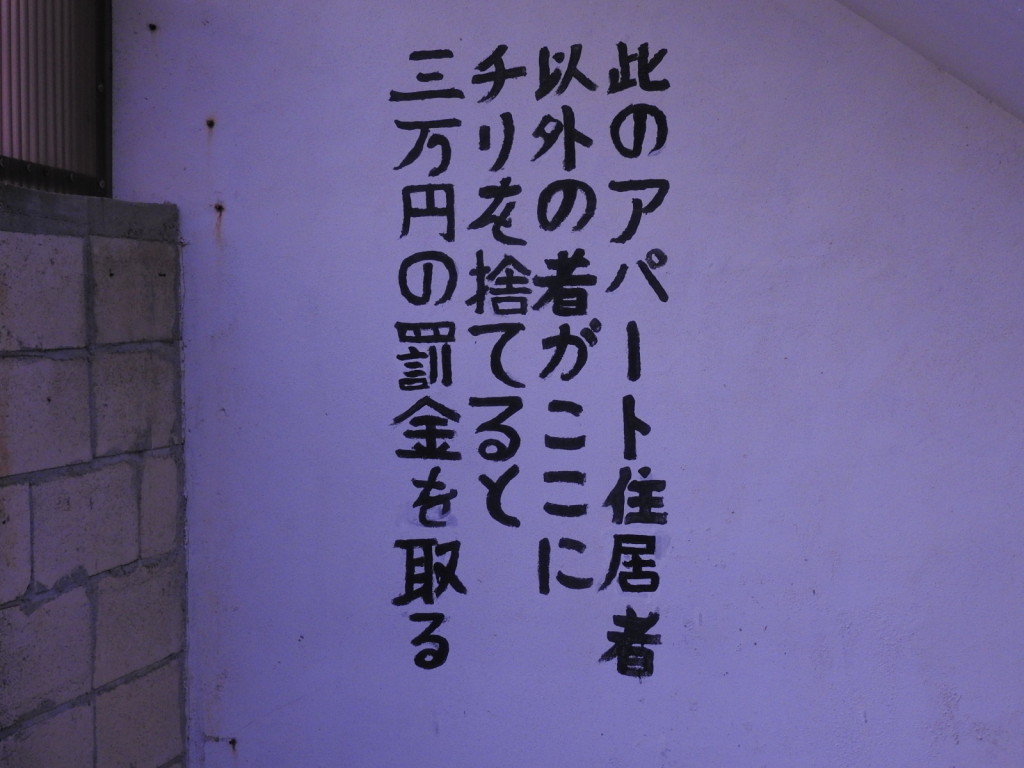 此のアパート住居者
以外の者がここに
チリを捨てると
三万円の罰金を取る